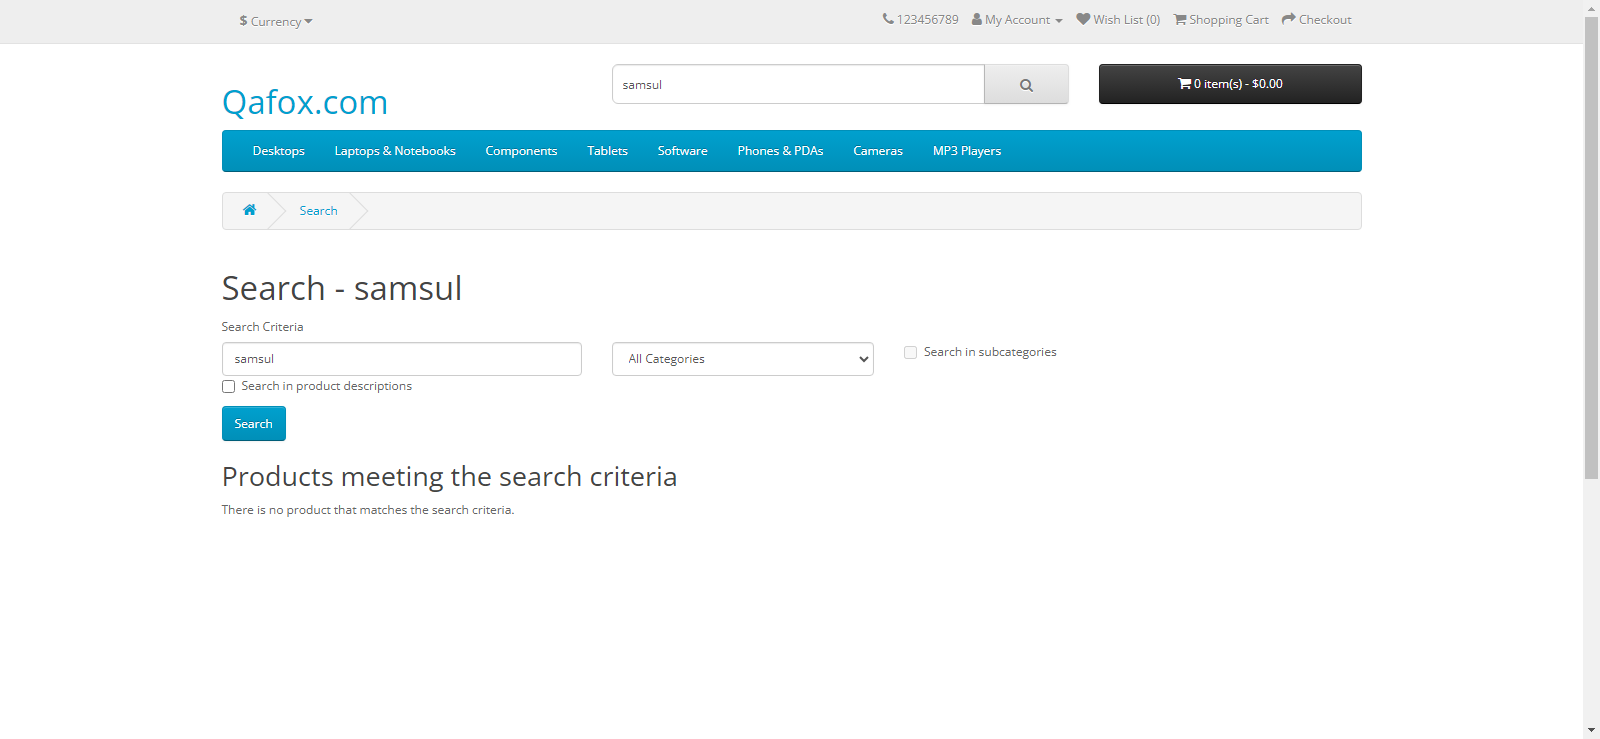 $ Currency
123456789 My Account Wish List (0) Shopping Cart Checkout
Qafox.com
samsul
0 item(s) - $0.00
Desktops Laptops & Notebooks Components Tablets Software Phones & PDAs Cameras MP3 Players
Search
Search - samsul
Search Criteria
samsul
All Categories
Search in subcategories
Search in product descriptions
Search
Products meeting the search criteria
There is no product that matches the search criteria.